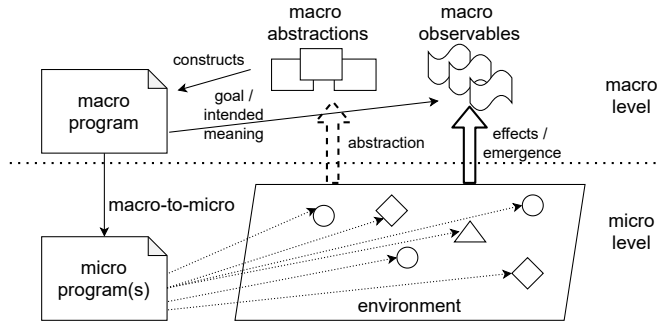 macro
abstractions
macro
observables
constructs
macro
program
goal /
intended
meaning
abstraction
effects /
emergence
macro
level
macro-to-micro
micro
level
micro
program(s)
environment